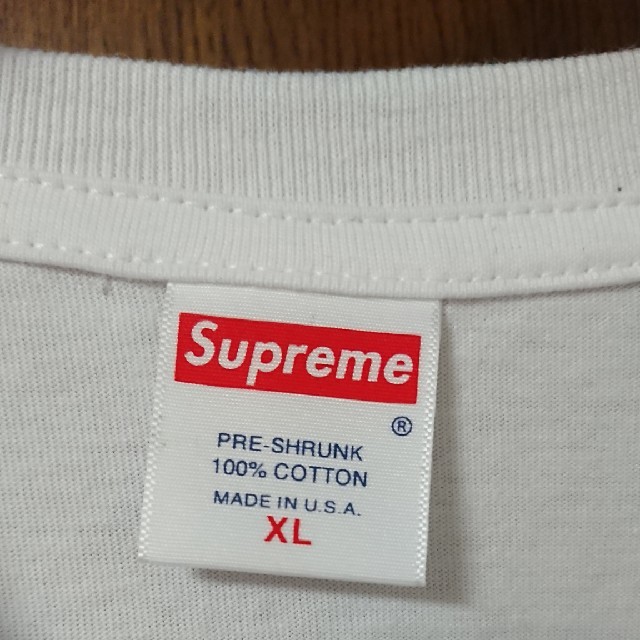 Supreme
®
PRE-SHRUNK
100% COTTON
MADE IN U.S.A.
XL